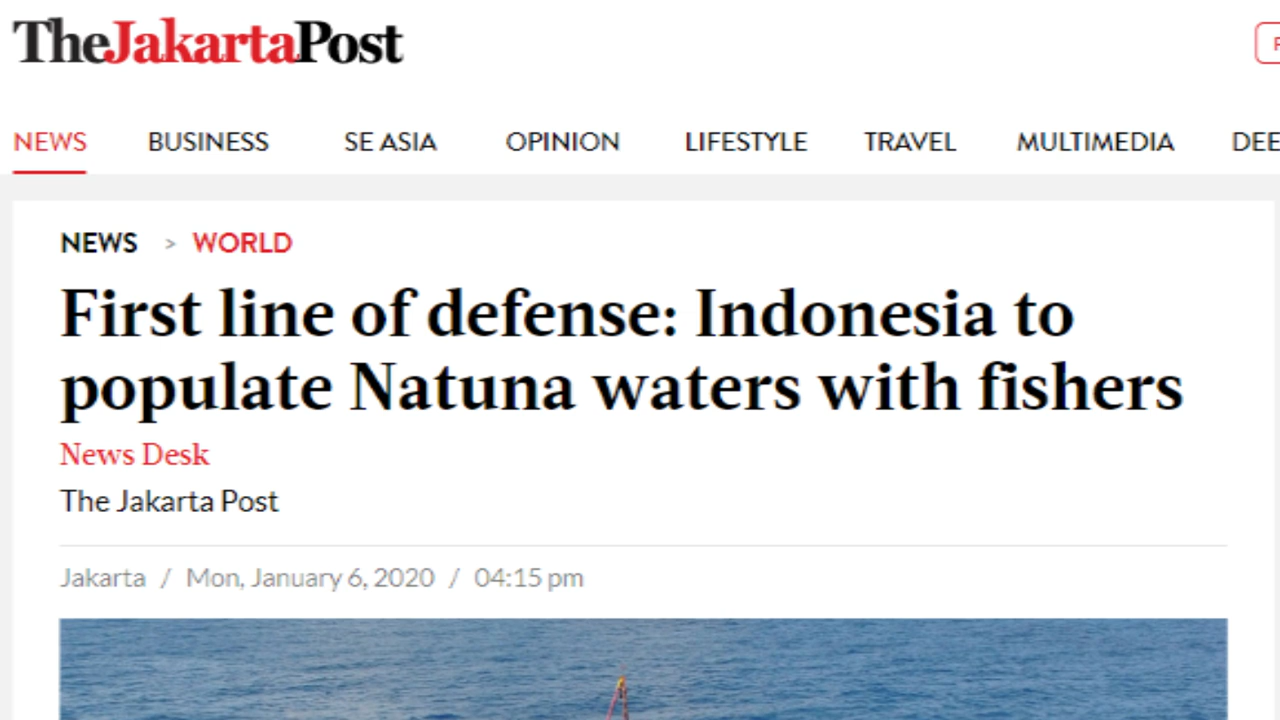 TheJakartaPost
NEWS BUSINESS SE ASIA OPINION LIFESTYLE TRAVEL MULTIMEDIA
NEWS > WORLD
First line of defense: Indonesia to
populate Natuna waters with fishers
News Desk
The Jakarta Post
Jakarta / Mon, January 6, 2020 / 04:15 pm